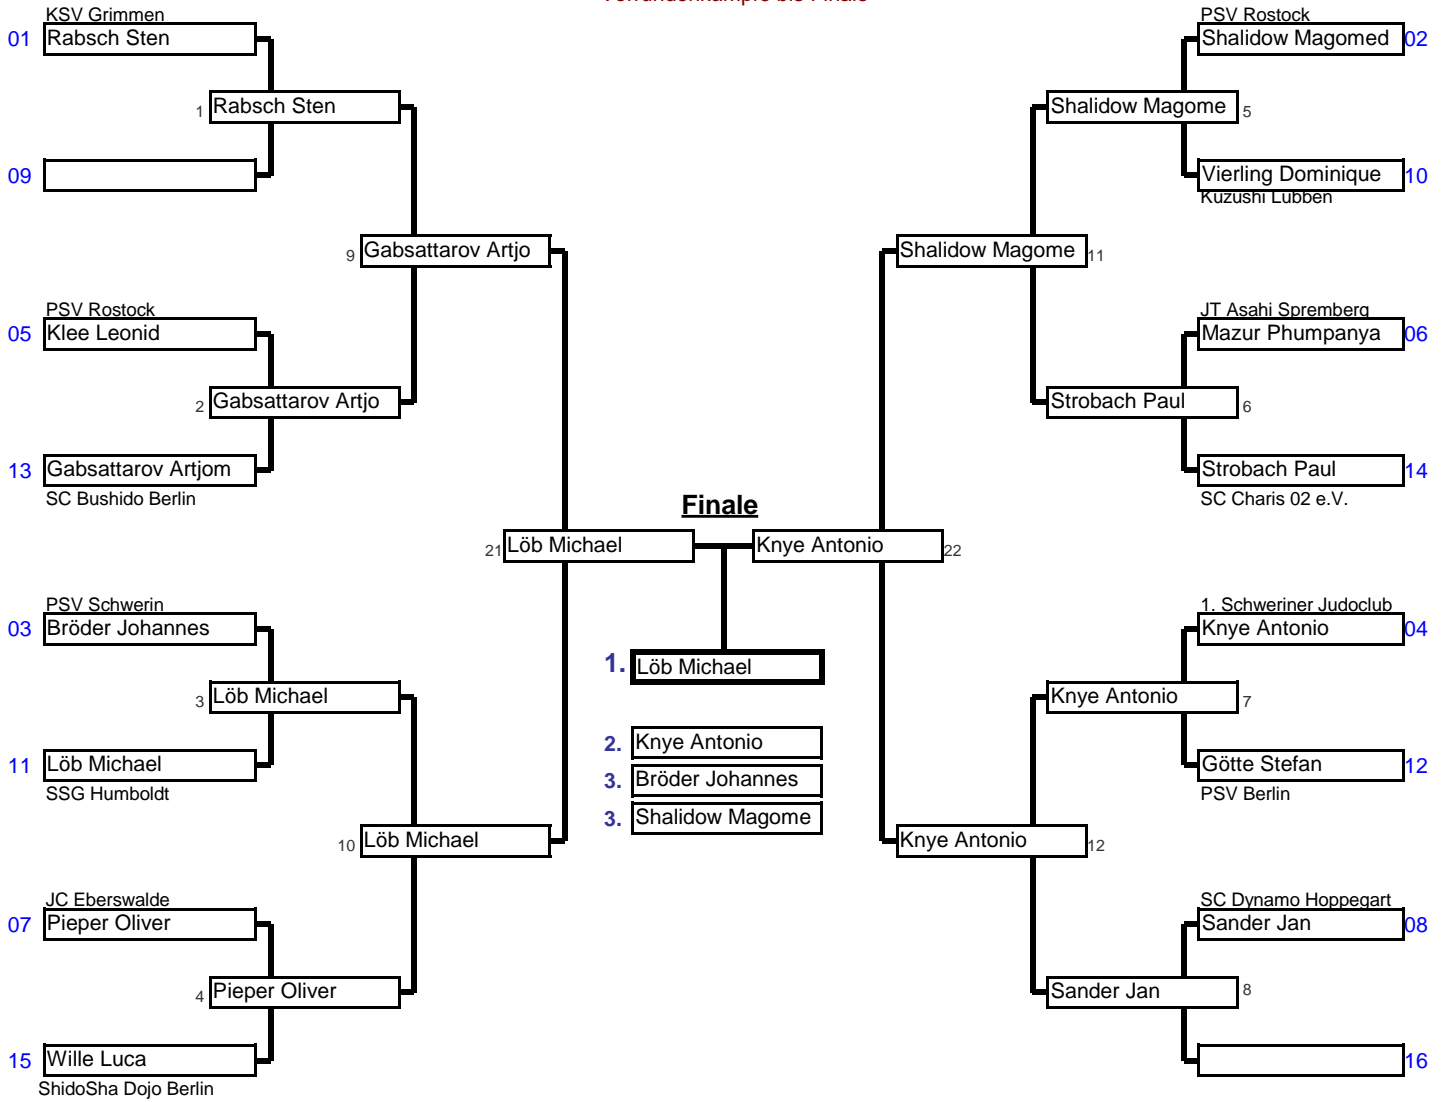 Vorrundenkämpfe bis Finale
KSV Grimmen
01 Rabsch Sten
1 Rabsch Sten
09
9 Gabsattarov Artjo
PSV Rostock
05 Klee Leonid
2 Gabsattarov Artjo
13 Gabsattarov Artjom
SC Bushido Berlin
21 Löb Michael
PSV Schwerin
03 Bröder Johannes
3 Löb Michael
11 Löb Michael
SSG Humboldt
10 Löb Michael
JC Eberswalde
07 Pieper Oliver
4 Pieper Oliver
15 Wille Luca
ShidoSha Dojo Berlin
Finale
1. Löb Michael
2. Knye Antonio
3. Bröder Johannes
3. Shalidow Magome
PSV Rostock
Shalidow Magomed 02
Shalidow Magome 5
Vierling Dominique 10
Kuzushi Lübben
Shalidow Magome 11
JT Asahi Spremberg
Mazur Phumpanya 06
Strobach Paul 6
Strobach Paul 14
SC Charis 02 e.V.
Knye Antonio 22
1. Schweriner Judoclub
Knye Antonio 04
Knye Antonio 7
Götte Stefan 12
PSV Berlin
Knye Antonio 12
SC Dynamo Hoppegart
Sander Jan 08
Sander Jan 8
16